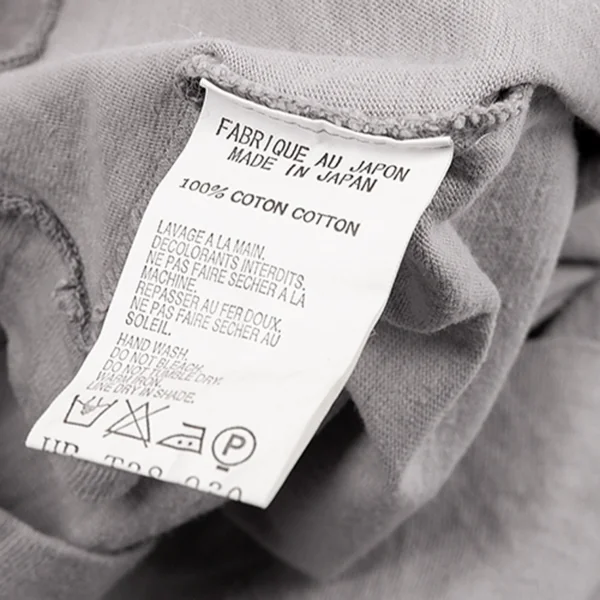 FABRIQUE AU JAPON
MADE IN JAPAN
100% COTON COTTON
LAVAGE A LA MAIN.
DECOLORANTS INTERDITS.
NE PAS FAIRE SECHER A LA
MACHINE.
REPASSER AU FER DOUX.
NE PAS FAIRE SECHER AU
SOLEIL.
HAND WASH.
DO NOT BLEACH.
DO NOT TUMBLE DRY.
WARM IRON.
LINE DRY IN SHADE.
P